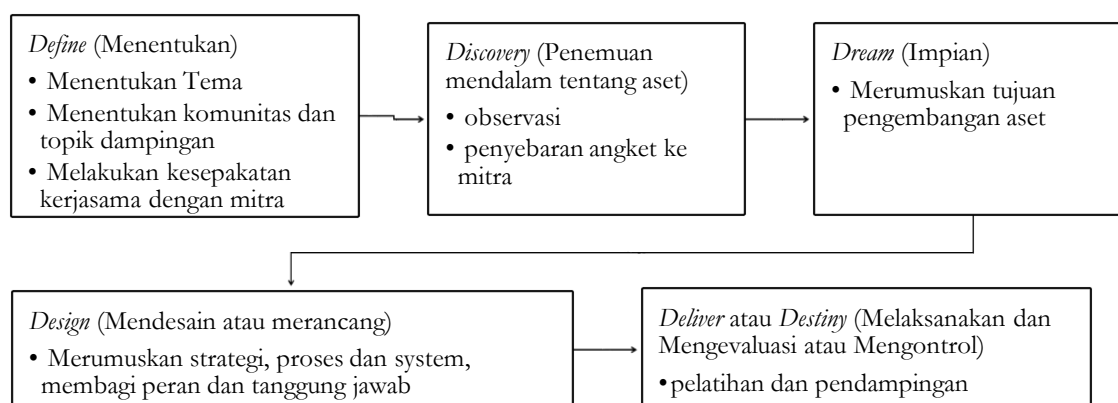 Define (Menentukan)
• Menentukan Tema
• Menentukan komunitas dan
topik dampingan
• Melakukan kesepakatan
kerjasama dengan mitra
Discovery (Penemuan
mendalam tentang aset)
• observasi
• penyebaran angket ke
mitra
Dream (Impian)
• Merumuskan tujuan
pengembangan aset
Design (Mendesain atau merancang)
• Merumuskan strategi, proses dan system,
membagi peran dan tanggung jawab
Deliver atau Destiny (Melaksanakan dan
Mengevaluasi atau Mengontrol)
• pelatihan dan pendampingan